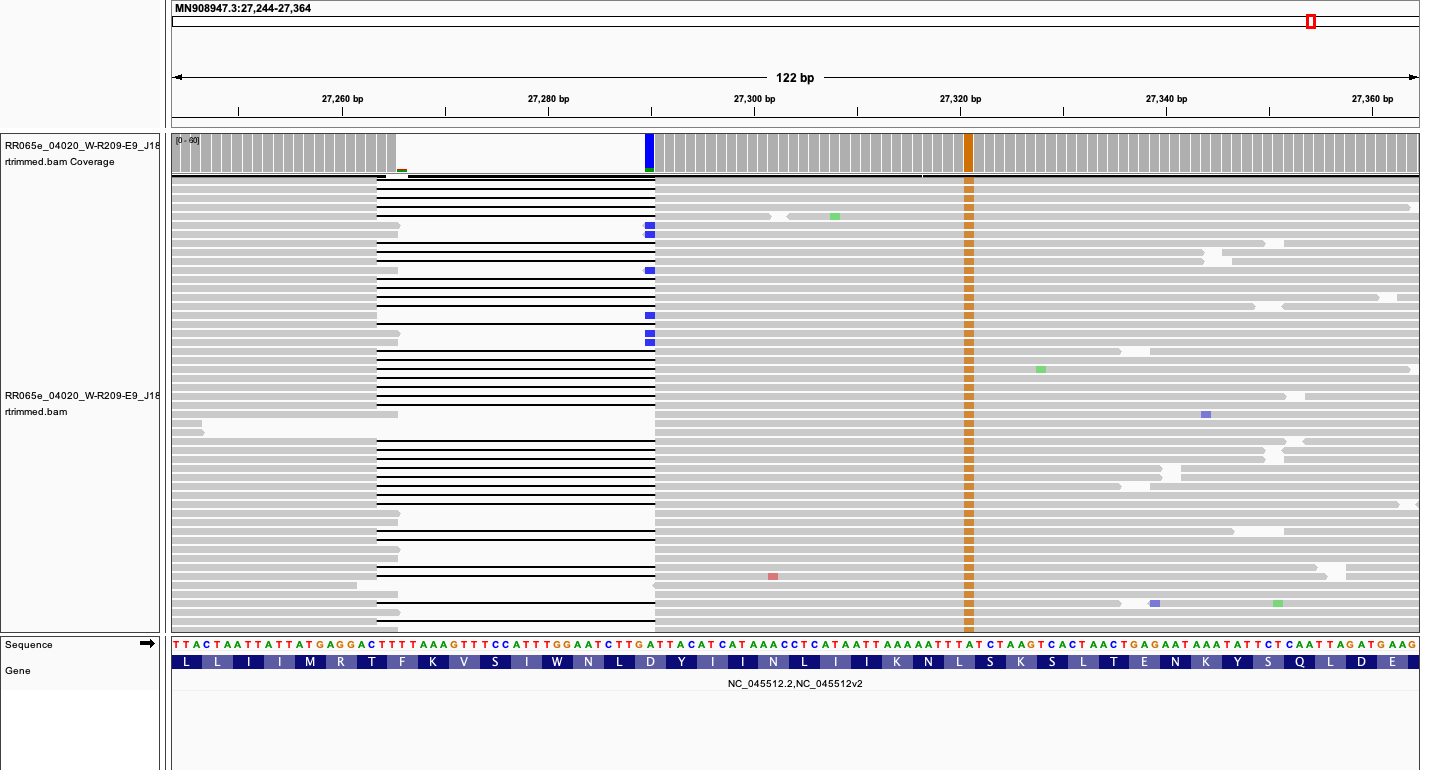 MN908947.3:27,244-27,364
122 bp
27,260 bp 27,280 bp 27,300 bp 27,320 bp 27,340 bp 27,360 bp
RR065e_04020_W-R209-E9_J18
rtrimmed.bam Coverage
[0 - 60]
RR065e_04020_W-R209-E9_J18
rtrimmed.bam
Sequence
T T A C T A A T T A T T A T G A G G A C T T T T A A A G T T T C C A T T T G G A A T C T T G A T T A C A T C A T A A A C C T C A T A A T T A A A A A T T T A T C T A A G T C A C T A A C T G A G A A T A A A T A T T C T C A A T T A G A T G A A G
Gene
L L I I M R T F K V S I W N L D Y I I N L I I K N L S K S L T E N K Y S Q L D E
NC_045512.2,NC_045512v2